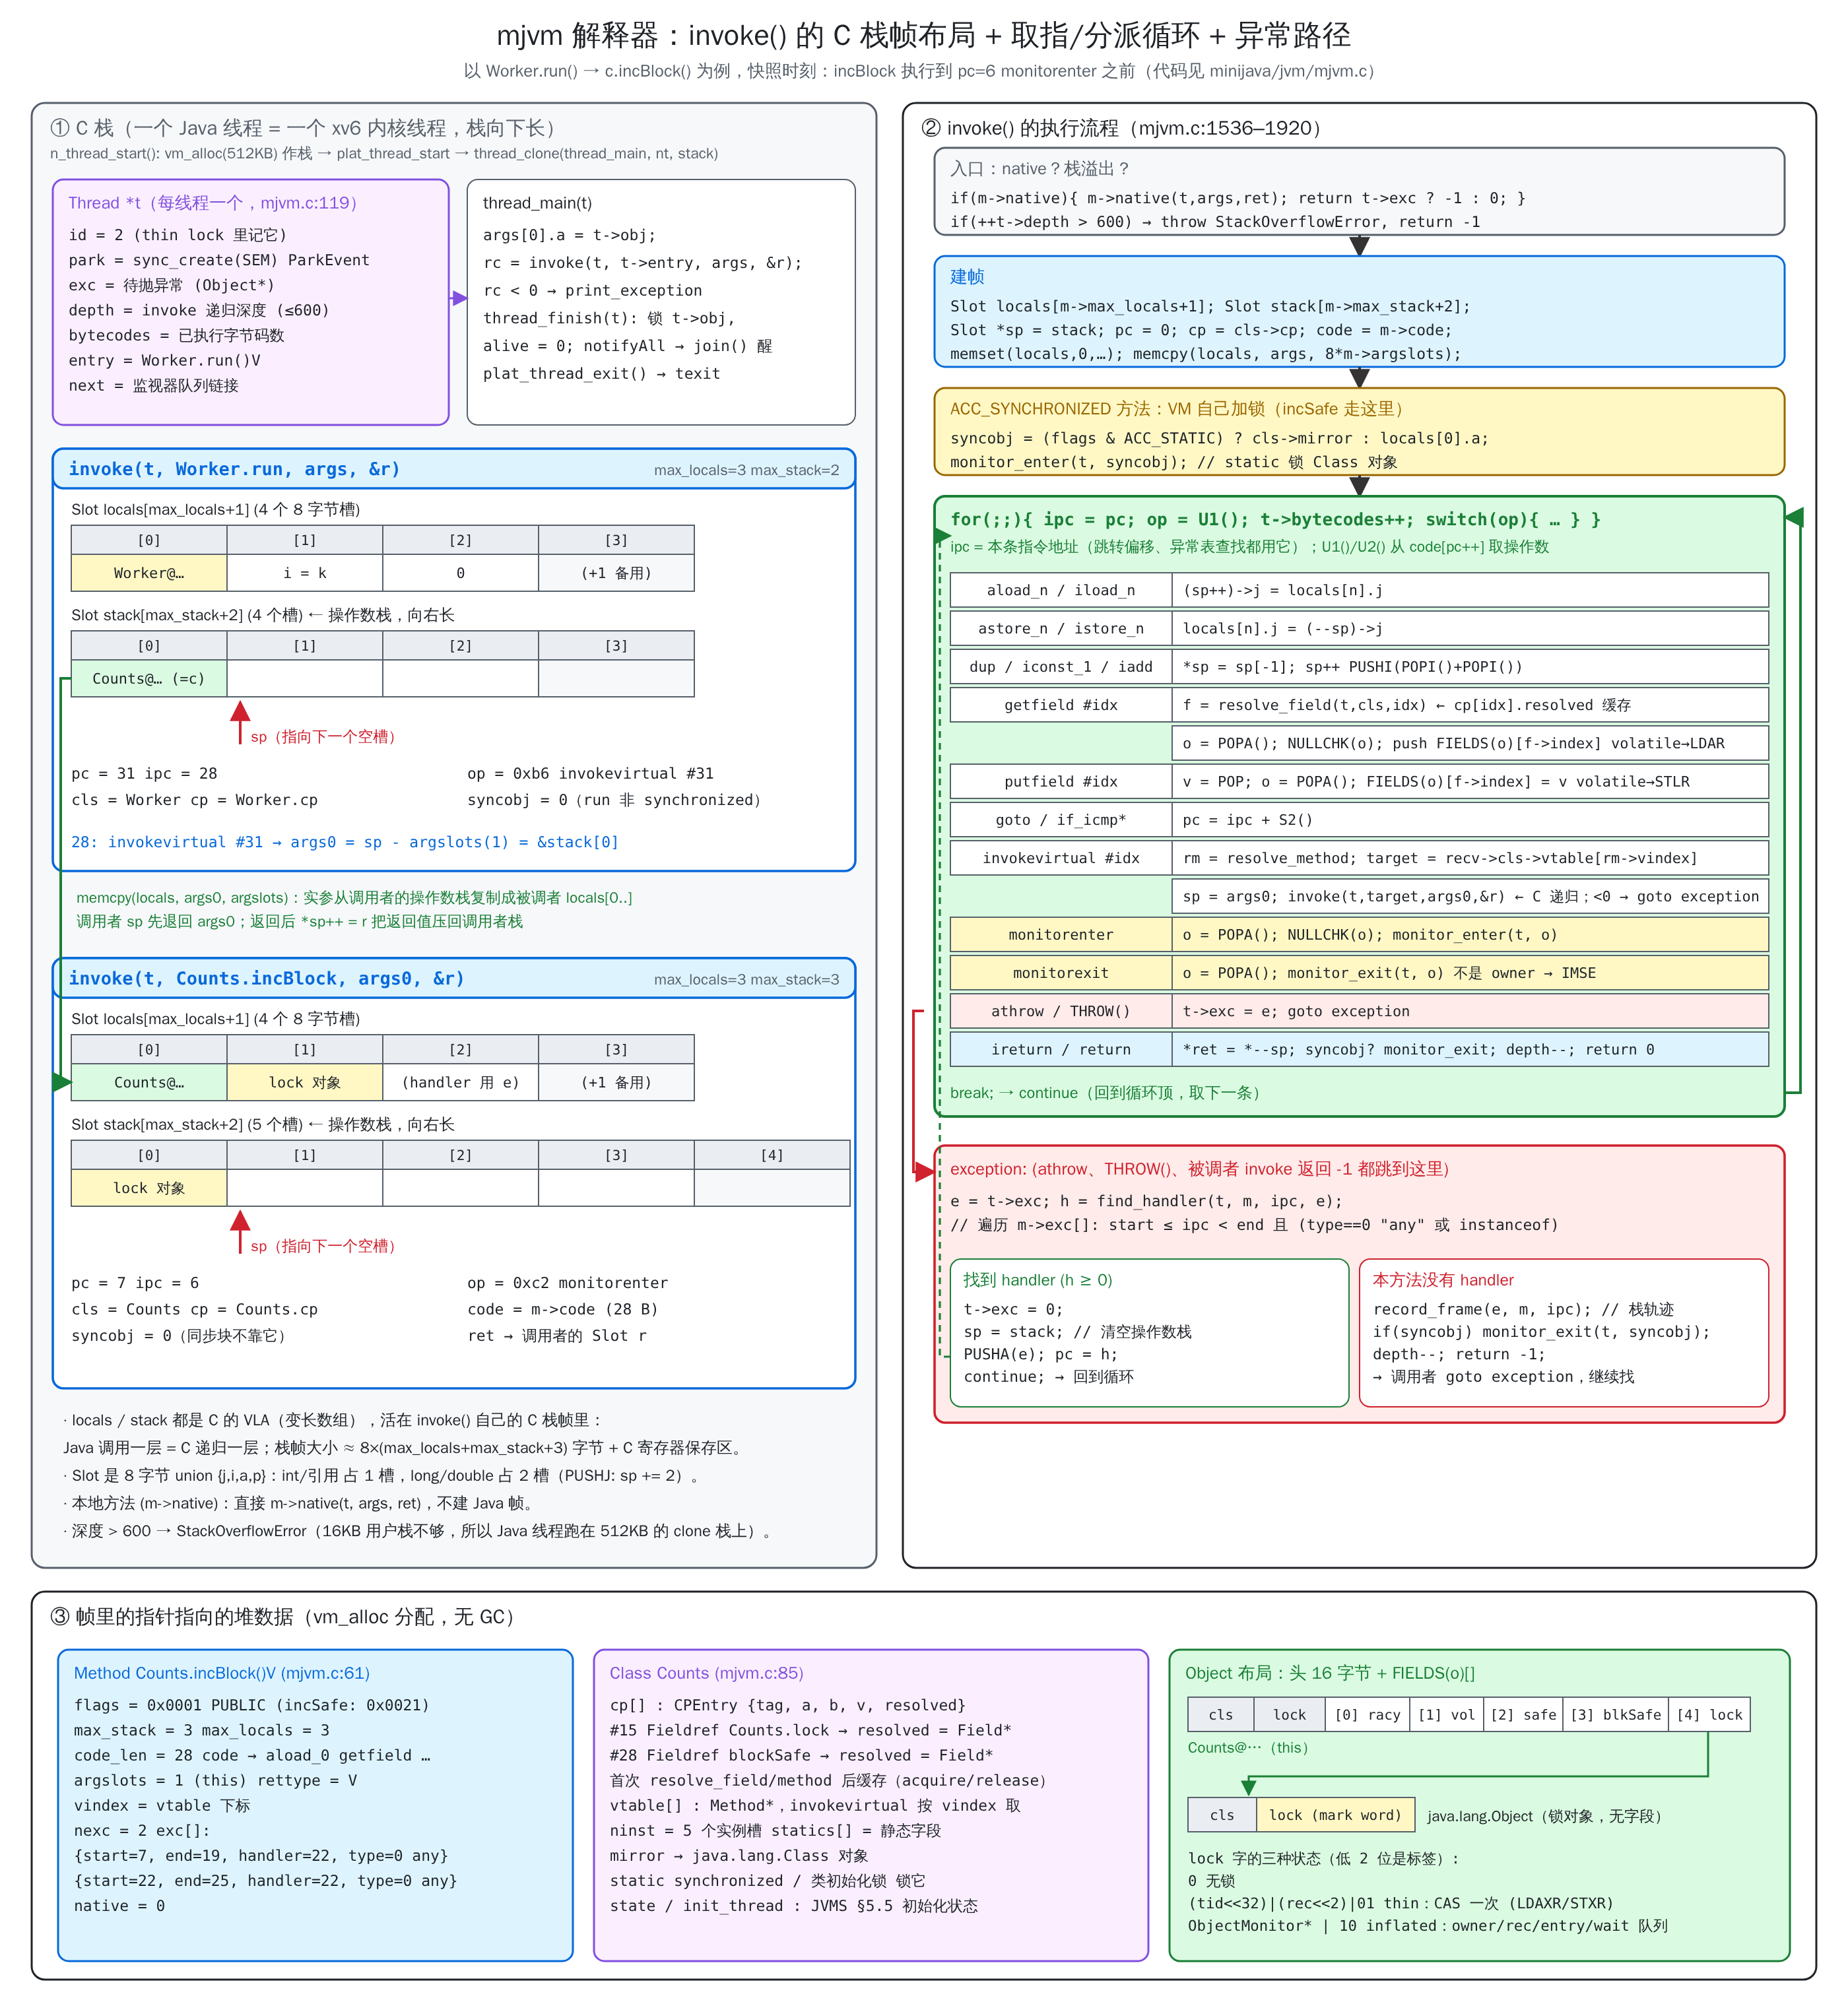 mjvm 解释器：invoke() 的 C 栈帧布局 + 取指/分派循环 + 异常路径
以 Worker.run() → c.incBlock() 为例，快照时刻：incBlock 执行到 pc=6 monitorenter 之前（代码见 minijava/jvm/mjvm.c）
① C 栈（一个 Java 线程 = 一个 xv6 内核线程，栈向下长）
n_thread_start(): vm_alloc(512KB) 作栈 → plat_thread_start → thread_clone(thread_main, nt, stack)
Thread *t（每线程一个，mjvm.c:119）
id = 2 (thin lock 里记它)
park = sync_create(SEM) ParkEvent
exc = 待抛异常 (Object*)
depth = invoke 递归深度 (≤600)
bytecodes = 已执行字节码数
entry = Worker.run()V
next = 监视器队列链接
thread_main(t)
args[0].a = t->obj;
rc = invoke(t, t->entry, args, &r);
rc < 0 → print_exception
thread_finish(t): 锁 t->obj,
alive = 0; notifyAll → join() 醒
plat_thread_exit() → texit
invoke(t, Worker.run, args, &r)
max_locals=3 max_stack=2
Slot locals[max_locals+1] (4 个 8 字节槽)
[0] [1] [2] [3]
Worker@… i = k 0 (+1 备用)
Slot stack[max_stack+2] (4 个槽) ← 操作数栈，向右长
[0] [1] [2] [3]
Counts@… (=c)
sp（指向下一个空槽）
pc = 31 ipc = 28
op = 0xb6 invokevirtual #31
cls = Worker cp = Worker.cp
syncobj = 0（run 非 synchronized）
28: invokevirtual #31 → args0 = sp - argslots(1) = &stack[0]
memcpy(locals, args0, argslots)：实参从调用者的操作数栈复制成被调者 locals[0..]
调用者 sp 先退回 args0；返回后 *sp++ = r 把返回值压回调用者栈
invoke(t, Counts.incBlock, args0, &r)
max_locals=3 max_stack=3
Slot locals[max_locals+1] (4 个 8 字节槽)
[0] [1] [2] [3]
Counts@… lock 对象 (handler 用 e) (+1 备用)
Slot stack[max_stack+2] (5 个槽) ← 操作数栈，向右长
[0] [1] [2] [3] [4]
lock 对象
sp（指向下一个空槽）
pc = 7 ipc = 6
op = 0xc2 monitorenter
cls = Counts cp = Counts.cp
code = m->code (28 B)
syncobj = 0（同步块不靠它）
ret → 调用者的 Slot r
· locals / stack 都是 C 的 VLA（变长数组），活在 invoke() 自己的 C 栈帧里：
Java 调用一层 = C 递归一层；栈帧大小 ≈ 8×(max_locals+max_stack+3) 字节 + C 寄存器保存区。
· Slot 是 8 字节 union {j,i,a,p}：int/引用 占 1 槽，long/double 占 2 槽（PUSHJ: sp += 2）。
· 本地方法 (m->native)：直接 m->native(t, args, ret)，不建 Java 帧。
· 深度 > 600 → StackOverflowError（16KB 用户栈不够，所以 Java 线程跑在 512KB 的 clone 栈上）。
② invoke() 的执行流程（mjvm.c:1536–1920）
入口：native？栈溢出？
if(m->native){ m->native(t,args,ret); return t->exc ? -1 : 0; }
if(++t->depth > 600) → throw StackOverflowError, return -1
建帧
Slot locals[m->max_locals+1]; Slot stack[m->max_stack+2];
Slot *sp = stack; pc = 0; cp = cls->cp; code = m->code;
memset(locals,0,…); memcpy(locals, args, 8*m->argslots);
ACC_SYNCHRONIZED 方法：VM 自己加锁（incSafe 走这里）
syncobj = (flags & ACC_STATIC) ? cls->mirror : locals[0].a;
monitor_enter(t, syncobj); // static 锁 Class 对象
for(;;){ ipc = pc; op = U1(); t->bytecodes++; switch(op){ … } }
ipc = 本条指令地址（跳转偏移、异常表查找都用它）；U1()/U2() 从 code[pc++] 取操作数
aload_n / iload_n (sp++)->j = locals[n].j
astore_n / istore_n locals[n].j = (--sp)->j
dup / iconst_1 / iadd *sp = sp[-1]; sp++ PUSHI(POPI()+POPI())
getfield #idx f = resolve_field(t,cls,idx) ← cp[idx].resolved 缓存
o = POPA(); NULLCHK(o); push FIELDS(o)[f->index] volatile→LDAR
putfield #idx v = POP; o = POPA(); FIELDS(o)[f->index] = v volatile→STLR
goto / if_icmp* pc = ipc + S2()
invokevirtual #idx rm = resolve_method; target = recv->cls->vtable[rm->vindex]
sp = args0; invoke(t,target,args0,&r) ← C 递归；<0 → goto exception
monitorenter o = POPA(); NULLCHK(o); monitor_enter(t, o)
monitorexit o = POPA(); monitor_exit(t, o) 不是 owner → IMSE
athrow / THROW() t->exc = e; goto exception
ireturn / return *ret = *--sp; syncobj? monitor_exit; depth--; return 0
break; → continue（回到循环顶，取下一条）
exception: (athrow、THROW()、被调者 invoke 返回 -1 都跳到这里)
e = t->exc; h = find_handler(t, m, ipc, e);
// 遍历 m->exc[]: start ≤ ipc < end 且 (type==0 "any" 或 instanceof)
找到 handler (h ≥ 0)
t->exc = 0;
sp = stack; // 清空操作数栈
PUSHA(e); pc = h;
continue; → 回到循环
本方法没有 handler
record_frame(e, m, ipc); // 栈轨迹
if(syncobj) monitor_exit(t, syncobj);
depth--; return -1;
→ 调用者 goto exception，继续找
③ 帧里的指针指向的堆数据（vm_alloc 分配，无 GC）
Method Counts.incBlock()V (mjvm.c:61)
flags = 0x0001 PUBLIC (incSafe: 0x0021)
max_stack = 3 max_locals = 3
code_len = 28 code → aload_0 getfield …
argslots = 1 (this) rettype = V
vindex = vtable 下标
nexc = 2 exc[]:
{start=7, end=19, handler=22, type=0 any}
{start=22, end=25, handler=22, type=0 any}
native = 0
Class Counts (mjvm.c:85)
cp[] : CPEntry {tag, a, b, v, resolved}
#15 Fieldref Counts.lock → resolved = Field*
#28 Fieldref blockSafe → resolved = Field*
首次 resolve_field/method 后缓存（acquire/release）
vtable[] : Method*，invokevirtual 按 vindex 取
ninst = 5 个实例槽 statics[] = 静态字段
mirror → java.lang.Class 对象
static synchronized / 类初始化锁 锁它
state / init_thread : JVMS §5.5 初始化状态
Object 布局：头 16 字节 + FIELDS(o)[]
cls lock [0] racy [1] vol [2] safe [3] blkSafe [4] lock
Counts@…（this）
cls lock (mark word) java.lang.Object（锁对象，无字段）
lock 字的三种状态（低 2 位是标签）：
0 无锁
(tid<<32)|(rec<<2)|01 thin：CAS 一次 (LDAXR/STXR)
ObjectMonitor* | 10 inflated：owner/rec/entry/wait 队列